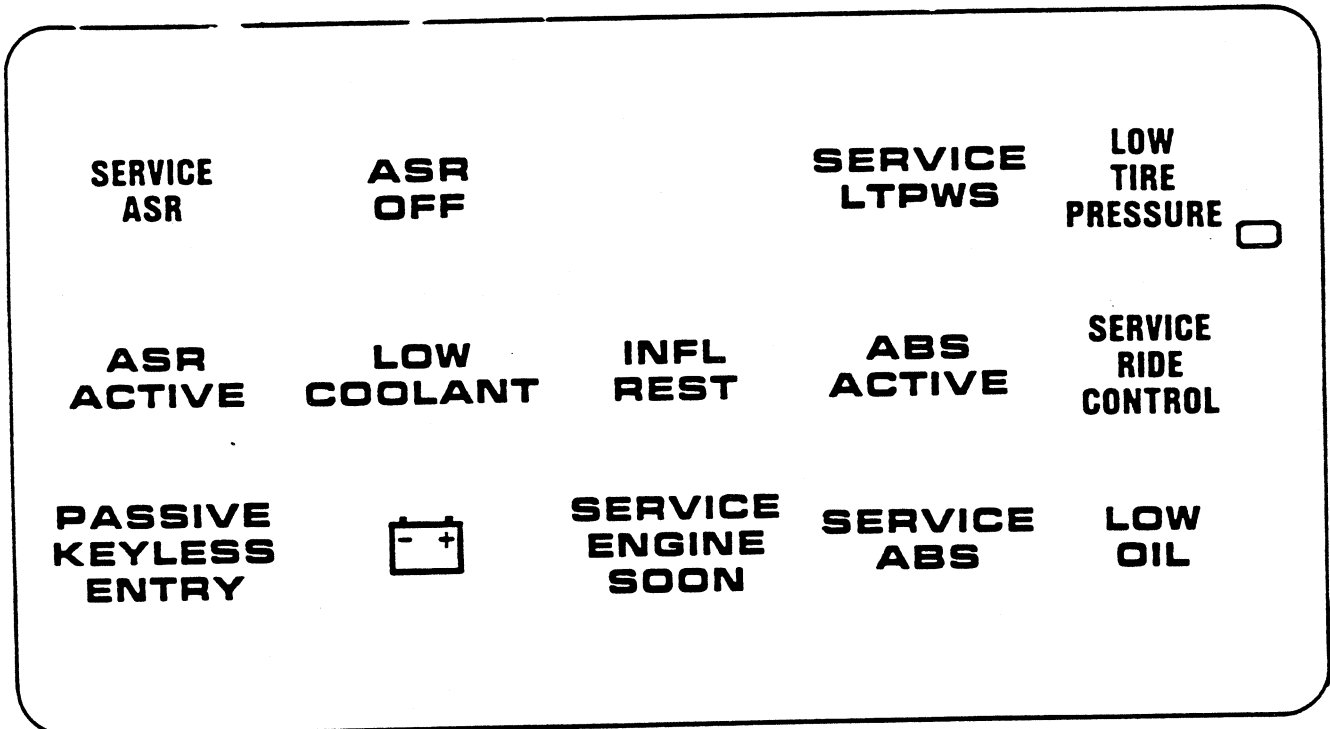 SERVICE
ASR
ASR
OFF
SERVICE
LTPWS
LOW
TIRE
PRESSURE
ASR
ACTIVE
LOW
COOLANT
INFL
REST
ABS
ACTIVE
SERVICE
RIDE
CONTROL
PASSIVE
KEYLESS
ENTRY
- +
SERVICE
ENGINE
SOON
SERVICE
ABS
LOW
OIL